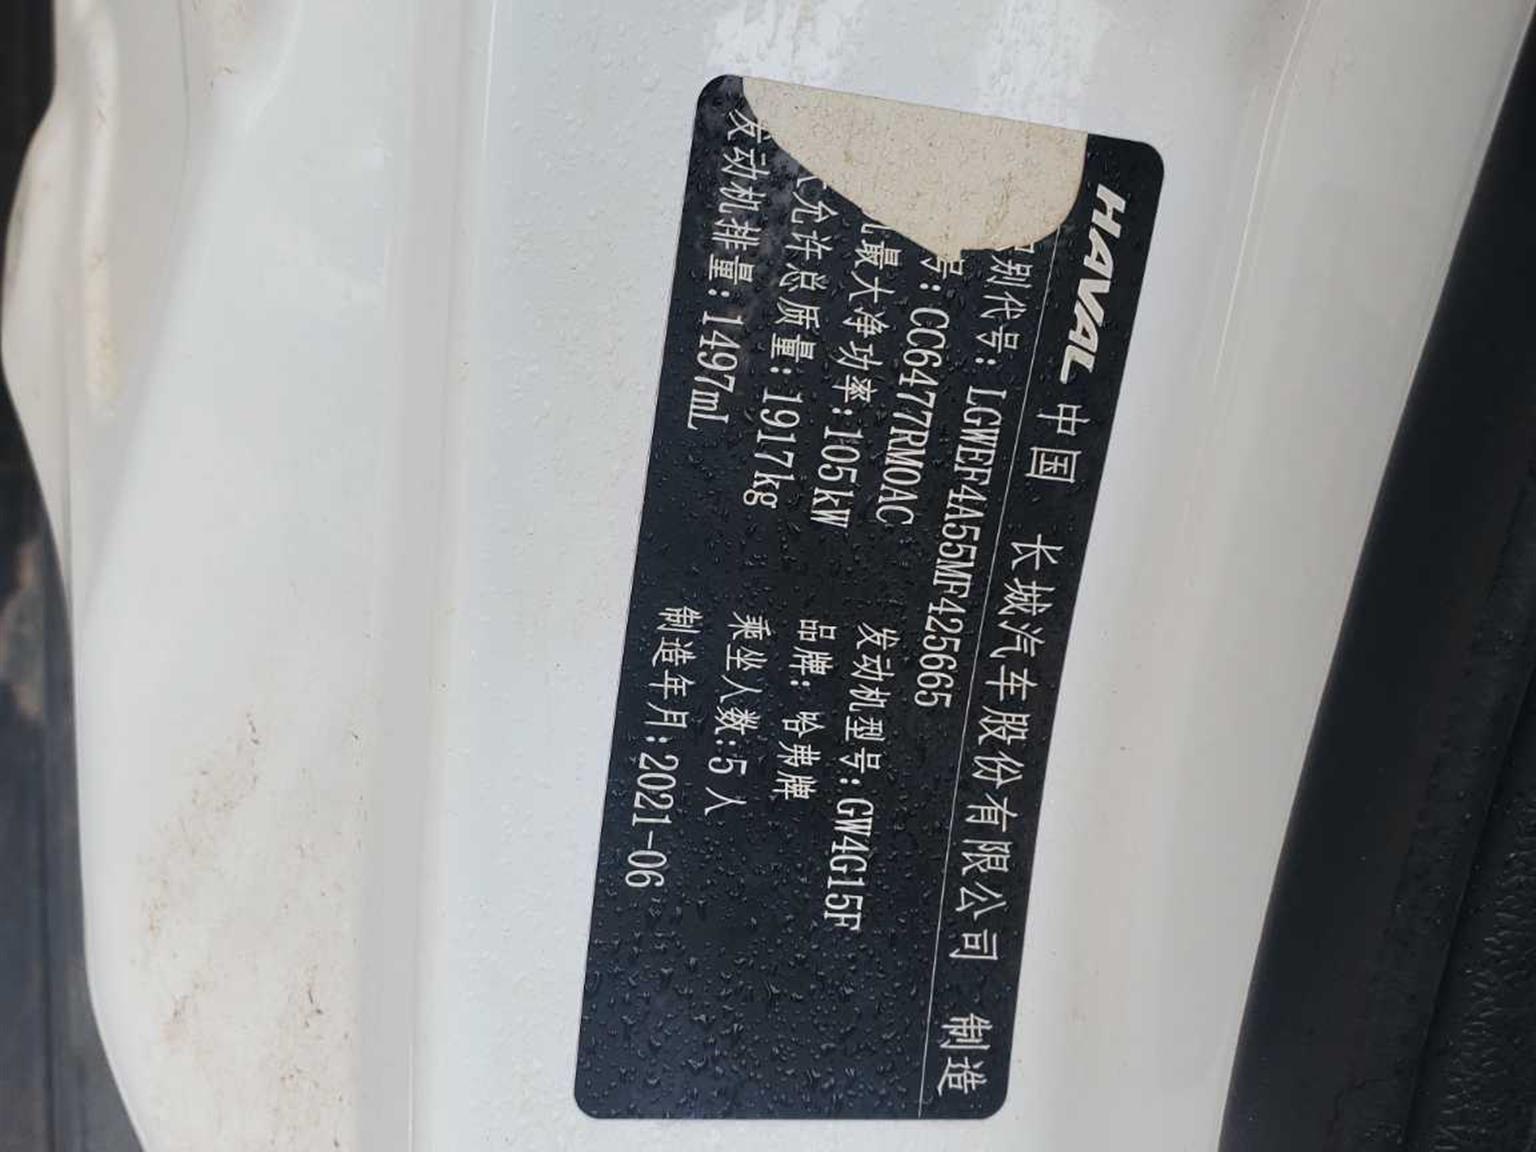 HAVAL 中国 长城汽车股份有限公司 制造
别代号: LGWEF4A55MF425665
号: CC6477RM0AC 发动机型号: GW4G15F
最大净功率: 105kW 品牌: 哈弗牌
允许总质量: 1917kg 乘坐人数: 5人
发动机排量: 1497mL 制造年月: 2021-06